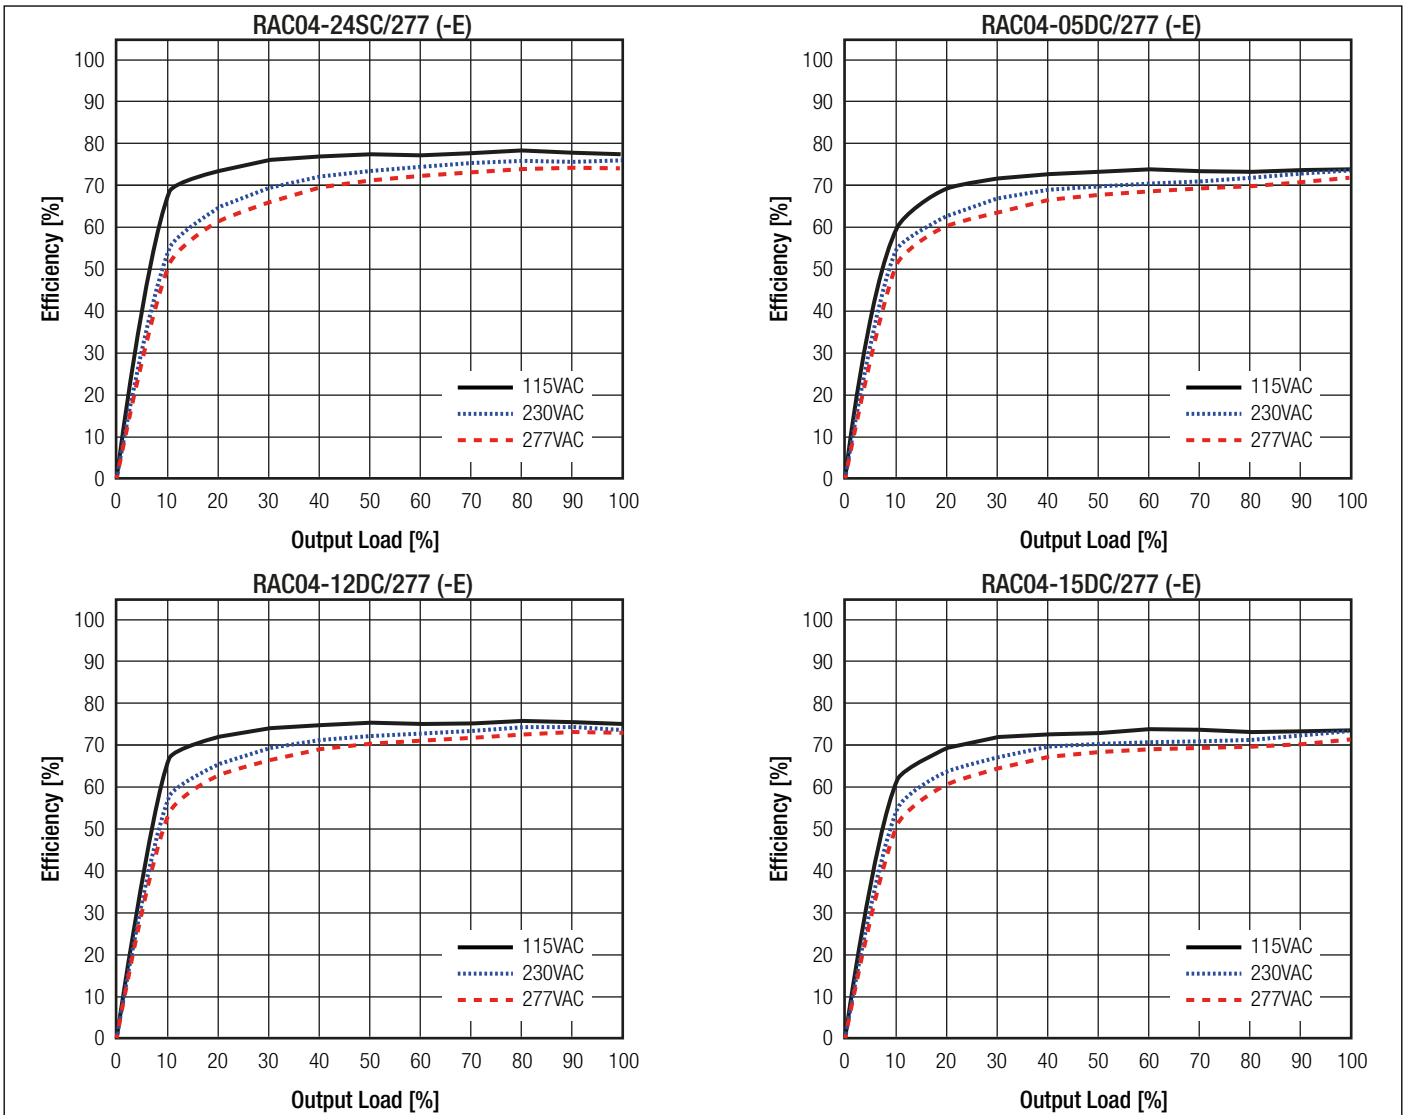 RAC04-24SC/277 (-E)
Efficiency [%]
100
90
80
70
60
50
40
30
20
10
0
115VAC
230VAC
277VAC
0 10 20 30 40 50 60 70 80 90 100
Output Load [%]
RAC04-05DC/277 (-E)
Efficiency [%]
100
90
80
70
60
50
40
30
20
10
0
115VAC
230VAC
277VAC
0 10 20 30 40 50 60 70 80 90 100
Output Load [%]
RAC04-12DC/277 (-E)
Efficiency [%]
100
90
80
70
60
50
40
30
20
10
0
115VAC
230VAC
277VAC
0 10 20 30 40 50 60 70 80 90 100
Output Load [%]
RAC04-15DC/277 (-E)
Efficiency [%]
100
90
80
70
60
50
40
30
20
10
0
115VAC
230VAC
277VAC
0 10 20 30 40 50 60 70 80 90 100
Output Load [%]